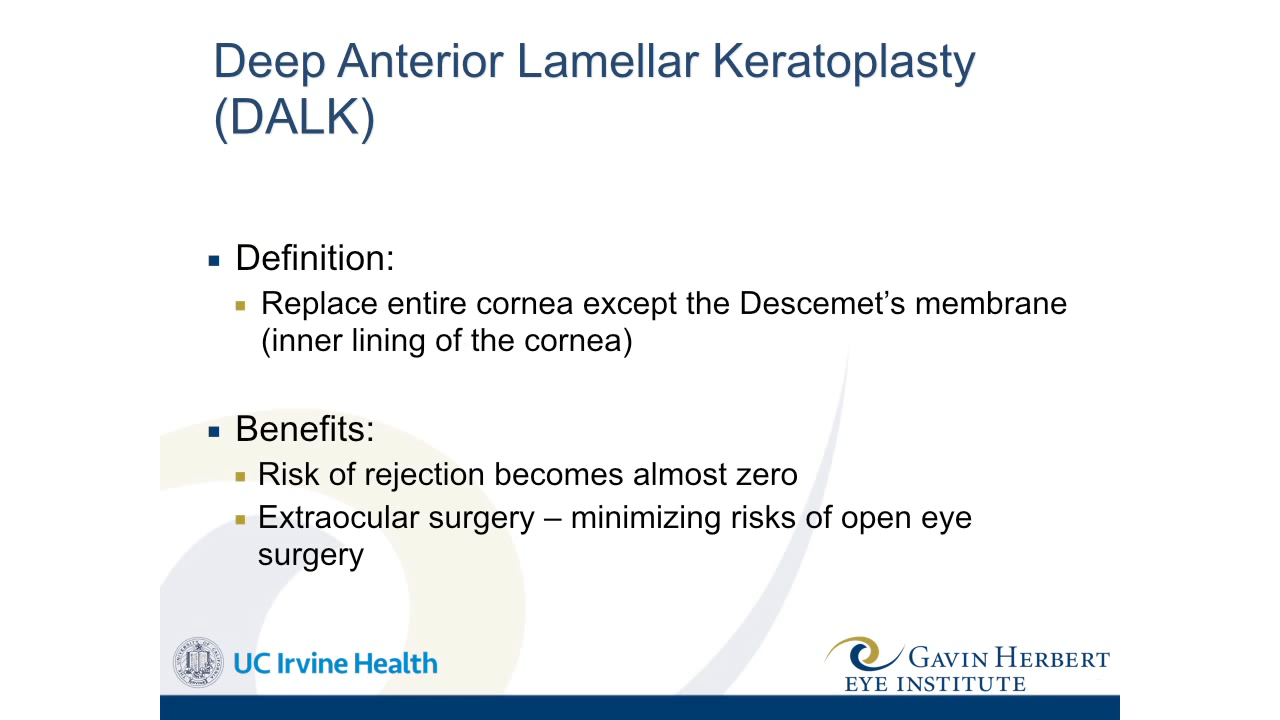 Deep Anterior Lamellar Keratoplasty
(DALK)
Definition:
Replace entire cornea except the Descemet’s membrane
(inner lining of the cornea)
Benefits:
Risk of rejection becomes almost zero
Extraocular surgery – minimizing risks of open eye
surgery
UC Irvine Health
GAVIN HERBERT
EYE INSTITUTE